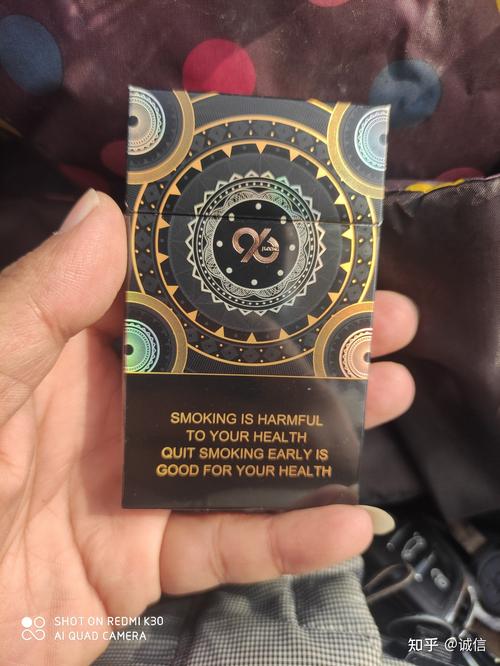 96
SMOKING IS HARMFUL
TO YOUR HEALTH
QUIT SMOKING EARLY IS
GOOD FOR YOUR HEALTH
SHOT ON REDMI K30
AI QUAD CAMERA
知乎 @诚信